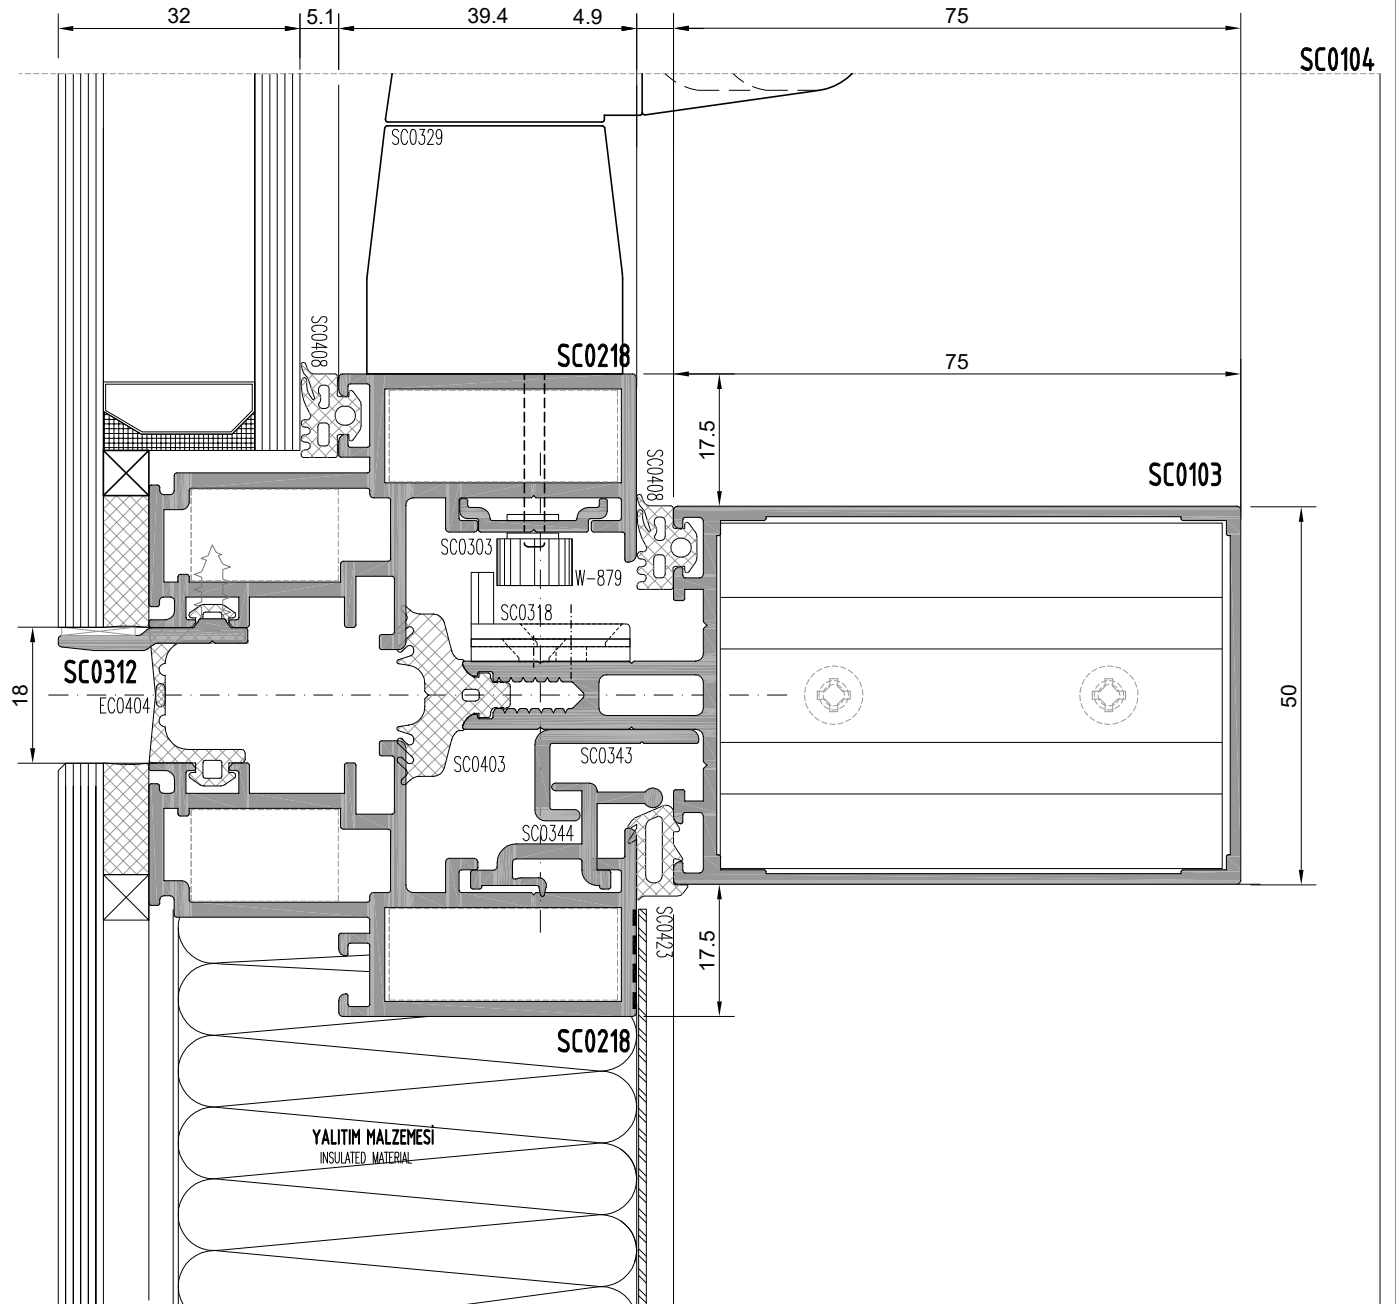 32
5.1
39.4
4.9
75
SC0104
SC0329
SC0408
SC0218
75
17.5
SC0408
SC0103
SC0303
W-879
SC0318
SC0312
EC0404
18
50
SC0403
SC0343
SC0344
SC0423
17.5
SC0218
YALITIM MALZEMESİ
INSULATED MATERIAL